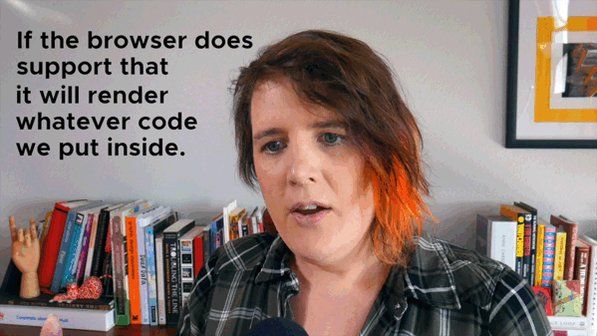 If the browser does
support that
it will render
whatever code
we put inside.